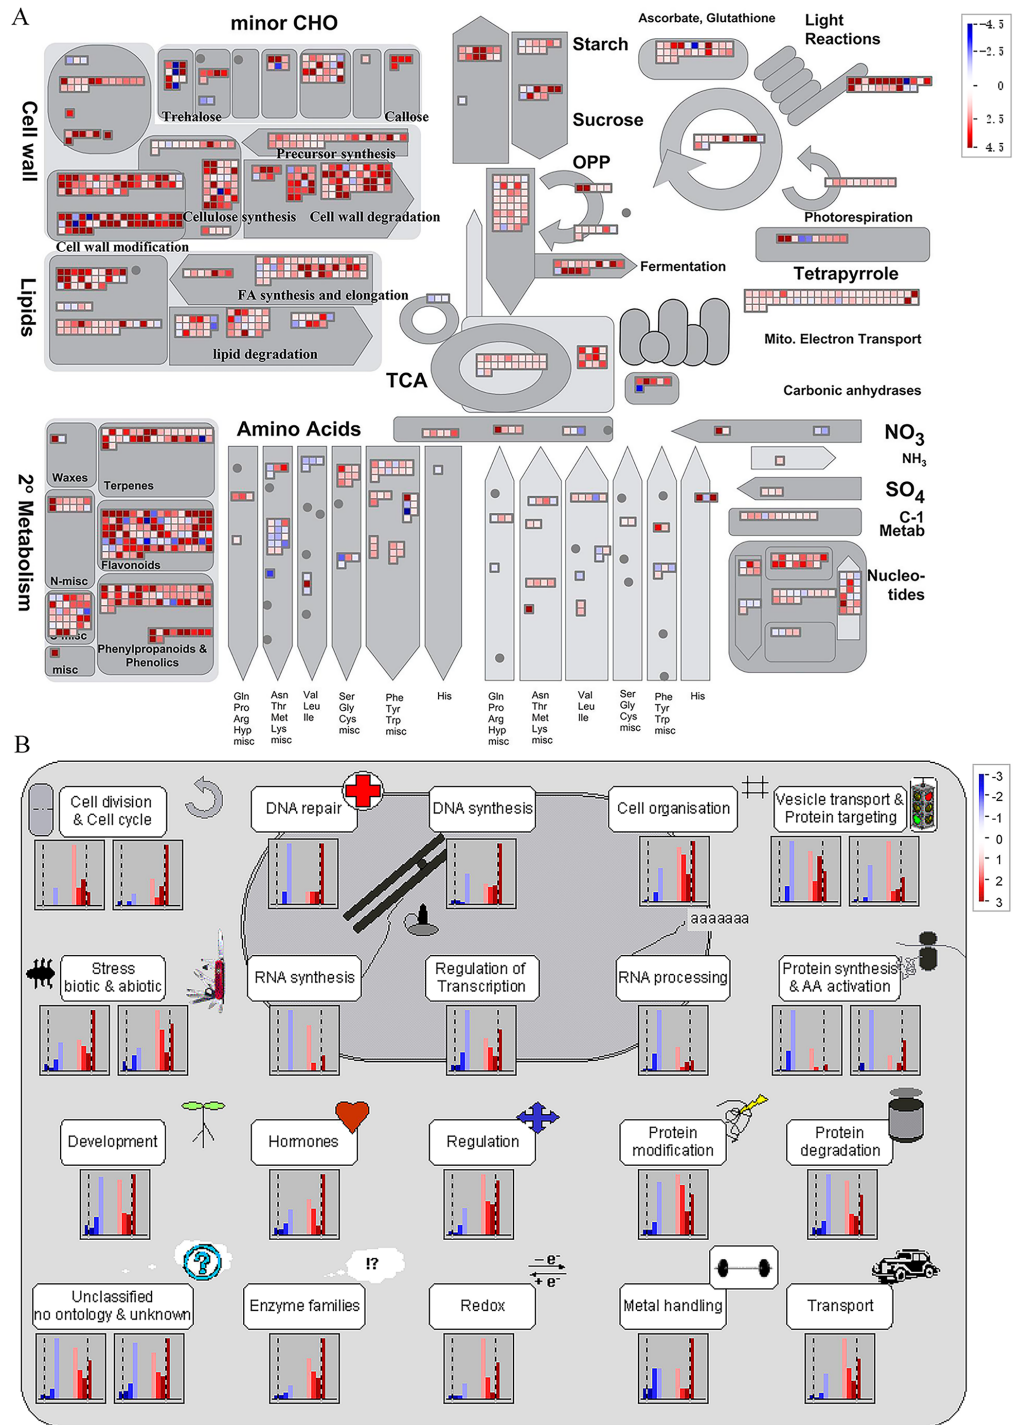 A
minor CHO
Ascorbate, Glutathione
Light
Reactions
-4.5
-2.5
0
2.5
4.5
Starch
Sucrose
Trehalose
Callose
Cell wall
Precursor synthesis
Cellulose synthesis
Cell wall degradation
Cell wall modification
OPP
Photorespiration
Fermentation
Tetrapyrrole
Lipids
FA synthesis and elongation
lipid degradation
Mito. Electron Transport
TCA
Carbonic anhydrases
Amino Acids
NO3
NH3
SO4
C-1
Metab
Nucleo-
tides
2° Metabolism
Waxes
Terpenes
N-misc
Flavonoids
Phenylpropanoids &
Phenolics
misc
Gln
Pro
Arg
Hyp
misc
Asn
Thr
Met
Lys
misc
Val
Leu
Ile
Ser
Gly
Cys
misc
Phe
Tyr
Trp
misc
His
Gln
Pro
Arg
Hyp
misc
Asn
Thr
Met
Lys
misc
Val
Leu
Ile
Ser
Gly
Cys
misc
Phe
Tyr
Trp
misc
His
B
Cell division
& Cell cycle
DNA repair
DNA synthesis
Cell organisation
Vesicle transport &
Protein targeting
-3
-2
-1
0
1
2
3
aaaaaaa
Stress
biotic & abiotic
RNA synthesis
Regulation of
Transcription
RNA processing
Protein synthesis
& AA activation
Development
Hormones
Regulation
Protein
modification
Protein
degradation
?
!?
– e-
+ e-
Unclassified
no ontology & unknown
Enzyme families
Redox
Metal handling
Transport